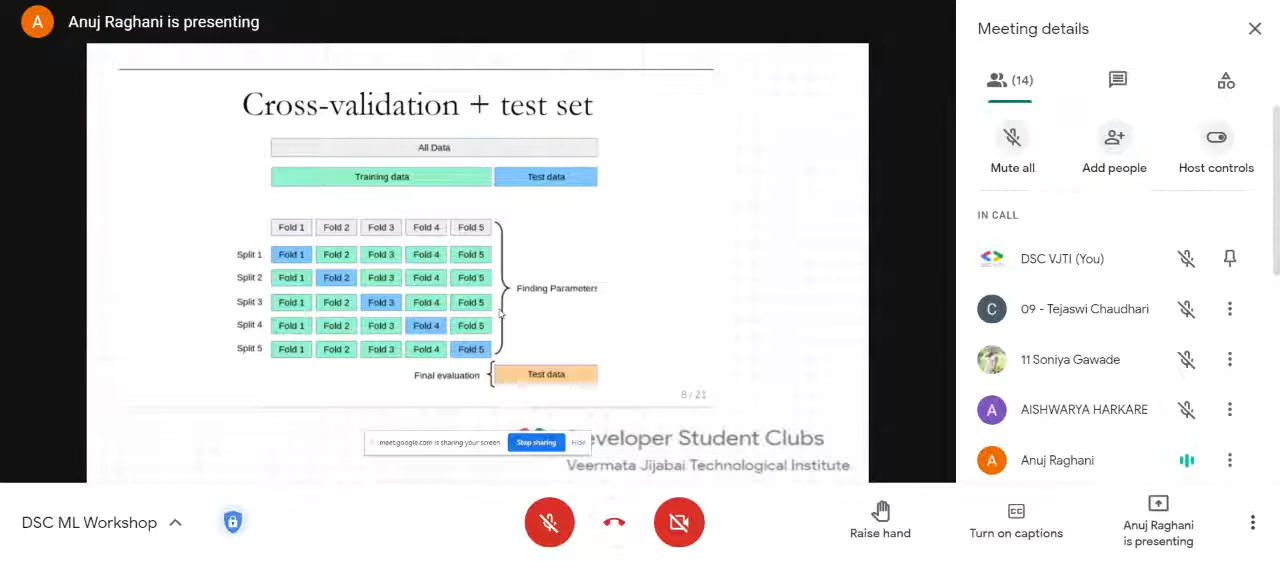 A
Anuj Raghani is presenting
Cross-validation + test set
All Data
Training data
Test data
Fold 1 Fold 2 Fold 3 Fold 4 Fold 5
Split 1 Fold 1 Fold 2 Fold 3 Fold 4 Fold 5
Split 2 Fold 1 Fold 2 Fold 3 Fold 4 Fold 5
Finding Parameters
Split 3 Fold 1 Fold 2 Fold 3 Fold 4 Fold 5
Split 4 Fold 1 Fold 2 Fold 3 Fold 4 Fold 5
Split 5 Fold 1 Fold 2 Fold 3 Fold 4 Fold 5
Final evaluation Test data
8 / 21
meet.google.com is sharing your screen Stop sharing Hide
eveloper Student Clubs
Veermata Jijabai Technological Institute
Meeting details
(14)
Mute all
Add people
Host controls
IN CALL
DSC VJTI (You)
C 09 - Tejaswi Chaudhari
11 Soniya Gawade
A AISHWARYA HARKARE
A Anuj Raghani
DSC ML Workshop
Raise hand
CC
Turn on captions
Anuj Raghani
is presenting